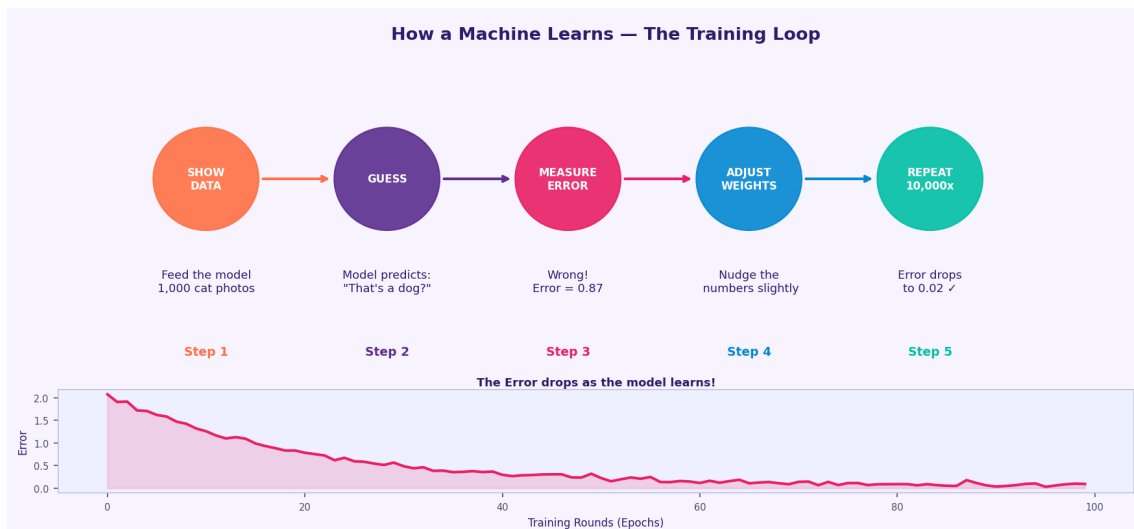 How a Machine Learns — The Training Loop
SHOW
DATA
GUESS
MEASURE
ERROR
ADJUST
WEIGHTS
REPEAT
10,000x
Feed the model
1,000 cat photos
Model predicts:
"That's a dog?"
Wrong!
Error = 0.87
Nudge the
numbers slightly
Error drops
to 0.02 ✓
Step 1
Step 2
Step 3
Step 4
Step 5
The Error drops as the model learns!
Error
2.0
1.5
1.0
0.5
0.0
0
20
40
60
80
100
Training Rounds (Epochs)